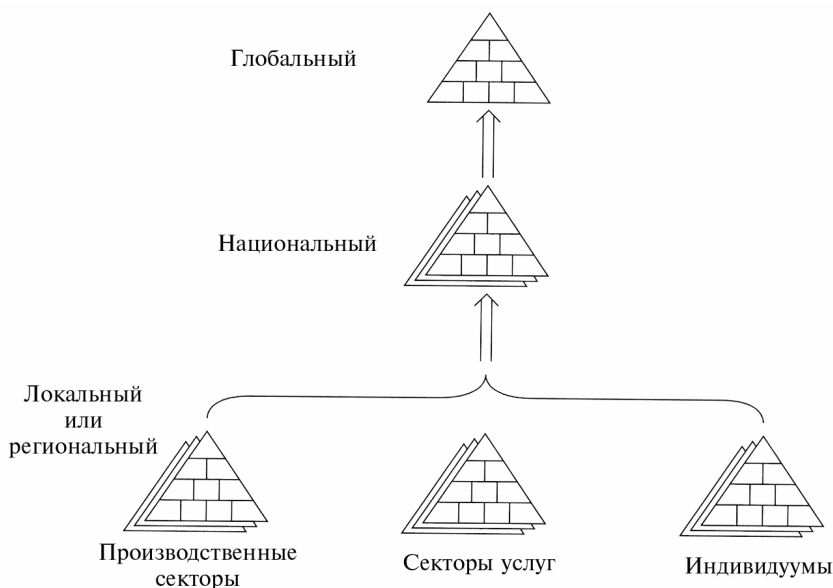 Глобальный
Национальный
Локальный
или
региональный
Производственные
секторы
Секторы услуг
Индивидуумы